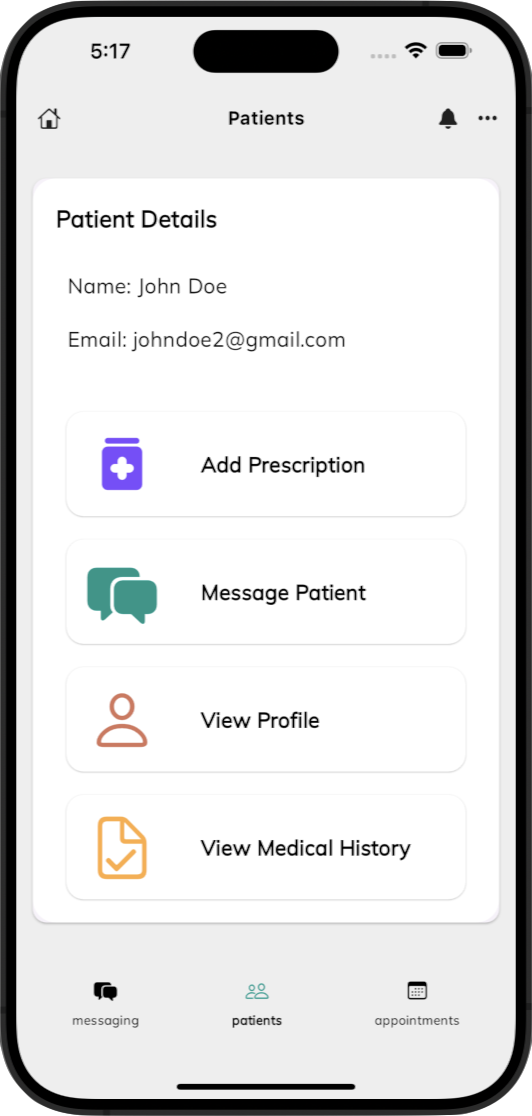 5:17
Patients
Patient Details
Name: John Doe
Email: johndoe2@gmail.com
Add Prescription
Message Patient
View Profile
View Medical History
messaging
patients
appointments